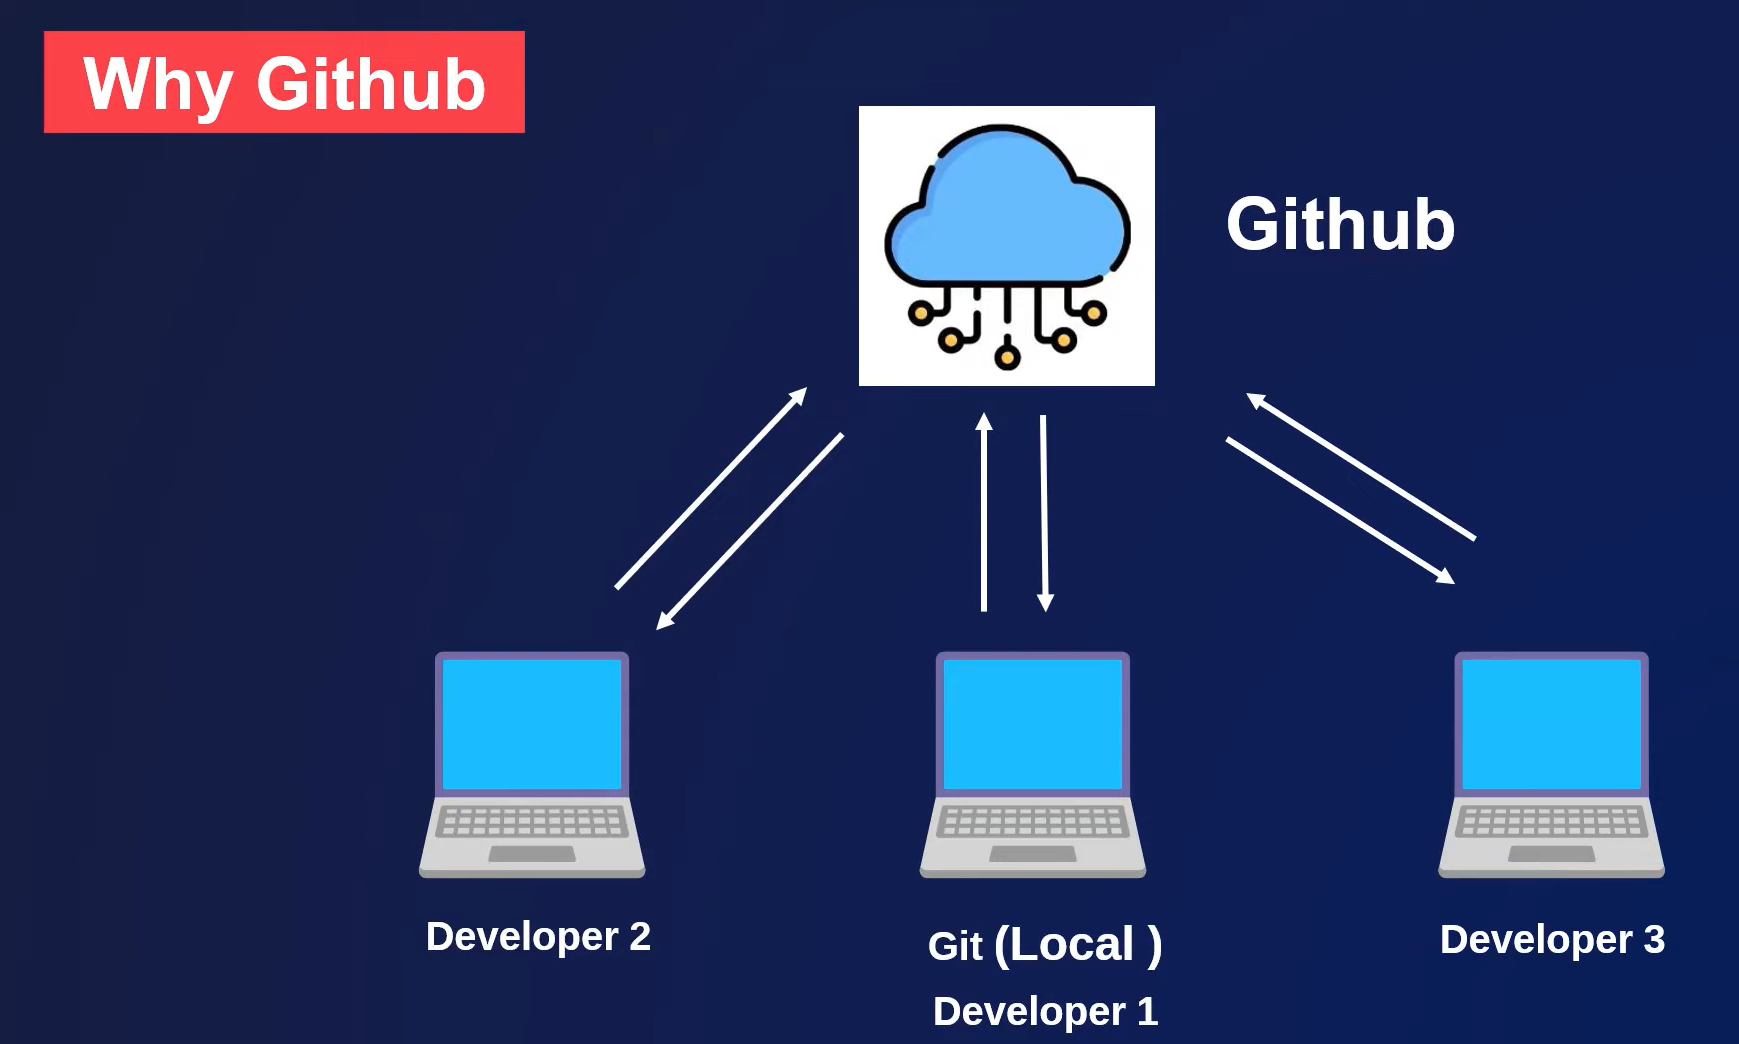 Why Github
Github
Developer 2
Git (Local )
Developer 1
Developer 3